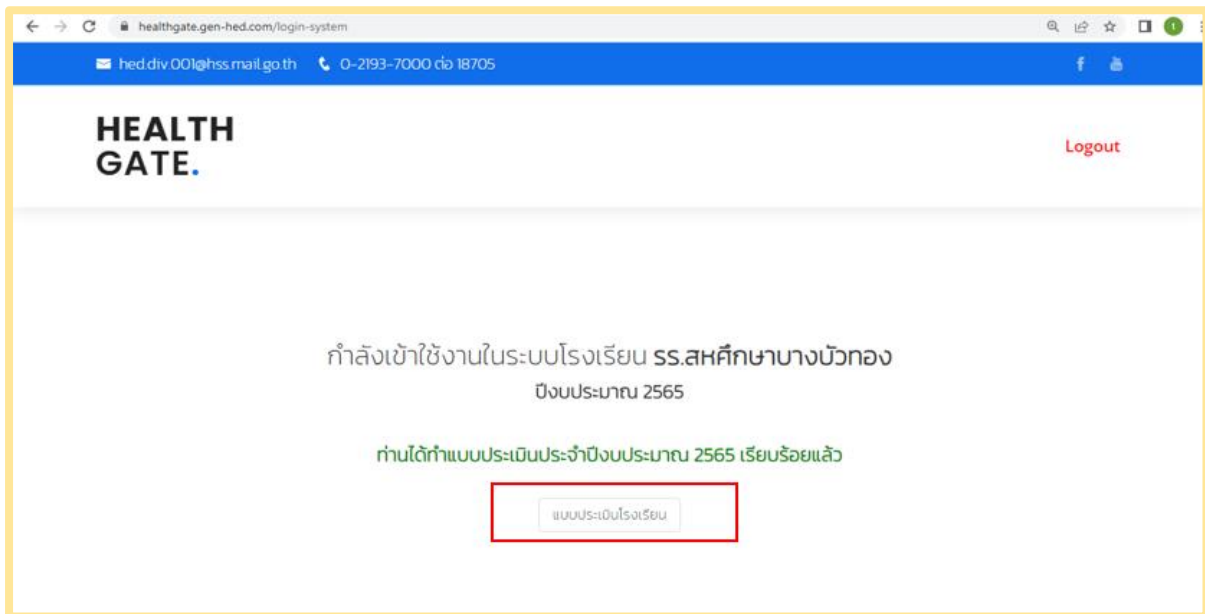 healthgate.gen-hed.com/login-system
hed.div.001@hss.mail.go.th 0-2193-7000 ต่อ 18705
HEALTH
GATE.
Logout
กำลังเข้าใช้งานในระบบโรงเรียน รร.สหศึกษาบางบัวทอง
ปีงบประมาณ 2565
ท่านได้ทำแบบประเมินประจำปีงบประมาณ 2565 เรียบร้อยแล้ว
แบบประเมินโรงเรียน